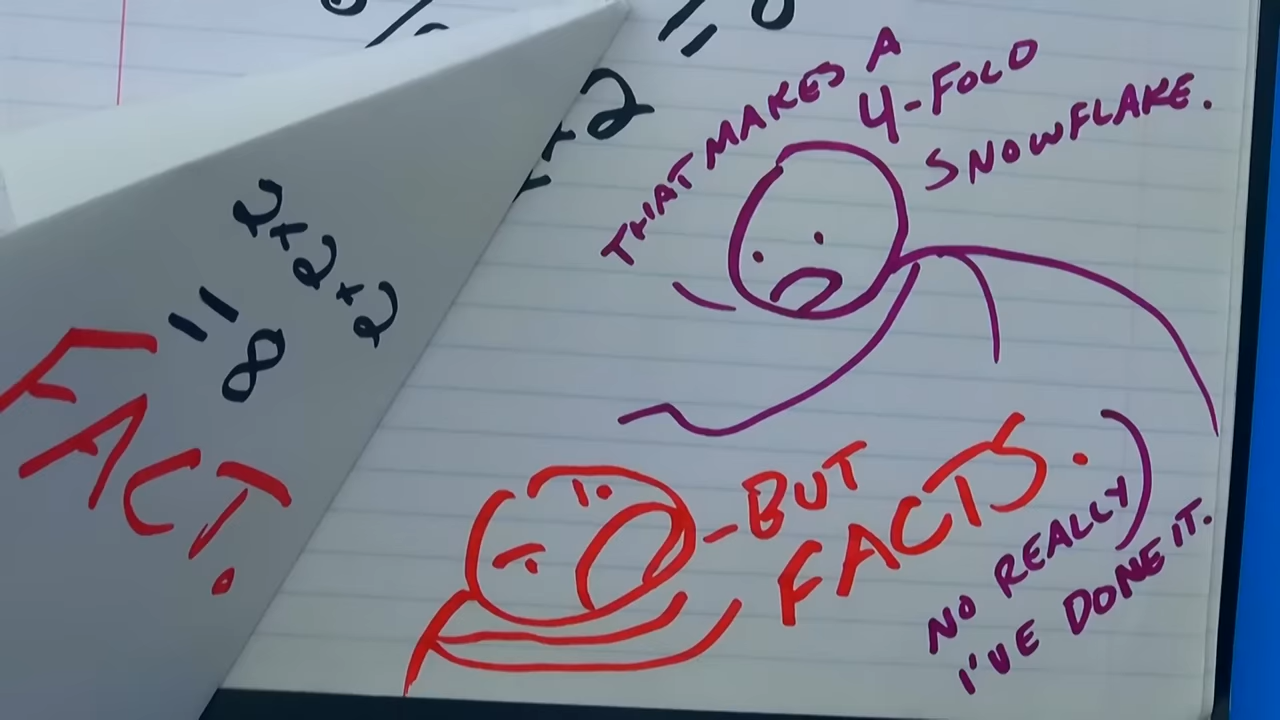 THAT MAKES A
4-FOLD
SNOWFLAKE.
2+2+2
=
8
FACT.
-BUT
FACTS.
NO REALLY
I'VE DONE IT.